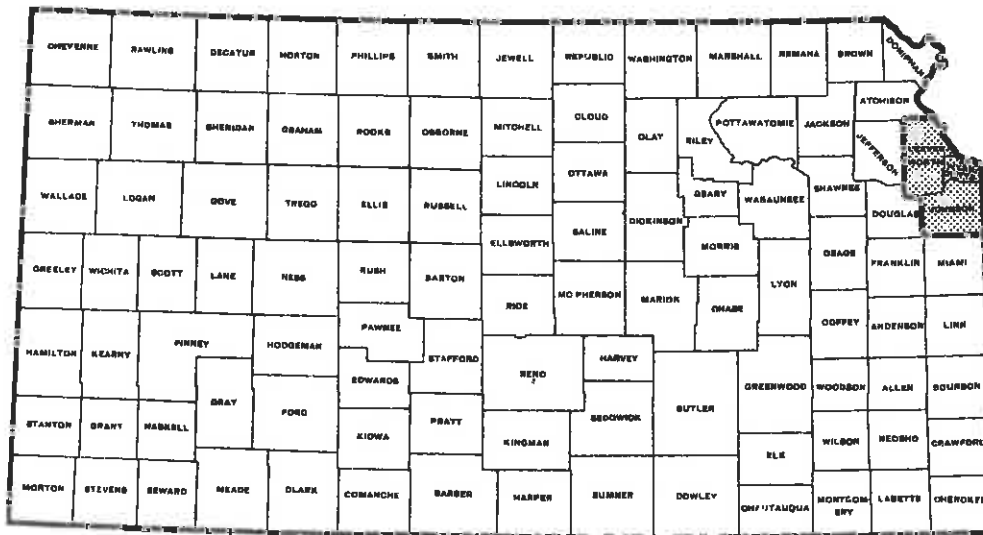 CHEYENNE
RAWLINS
DECATUR
NORTON
PHILLIPS
SMITH
JEWELL
REPUBLIC
WASHINGTON
MARSHALL
NEMAHA
BROWN
DONIPHAN
SHERMAN
THOMAS
SHERIDAN
GRAHAM
ROOKS
OSBORNE
MITCHELL
CLOUD
CLAY
RILEY
POTTAWATOMIE
JACKSON
ATCHISON
JEFFERSON
WALLACE
LOGAN
GOVE
TREGO
ELLIS
RUSSELL
LINCOLN
OTTAWA
SALINE
DICKINSON
GEARY
WABAUNSEE
SHAWNEE
DOUGLAS
JOHNSON
ELLSWORTH
MORRIS
OSAGE
FRANKLIN
MIAMI
GREELEY
WICHITA
SCOTT
LANE
NESS
RUSH
BARTON
RICE
MC PHERSON
MARION
CHASE
LYON
COFFEY
ANDERSON
LINN
HAMILTON
KEARNY
FINNEY
HODGEMAN
PAWNEE
STAFFORD
RENO
HARVEY
EDWARDS
GRAY
FORD
SEDGWICK
BUTLER
GREENWOOD
WOODSON
ALLEN
BOURBON
STANTON
GRANT
HASKELL
KIOWA
PRATT
KINGMAN
ELK
WILSON
NEOSHO
CRAWFORD
MORTON
STEVENS
SEWARD
MEADE
CLARK
COMANCHE
BARBER
HARPER
SUMNER
COWLEY
CHAUTAUQUA
MONTGOM
ERY
LABETTE
CHEROKEE